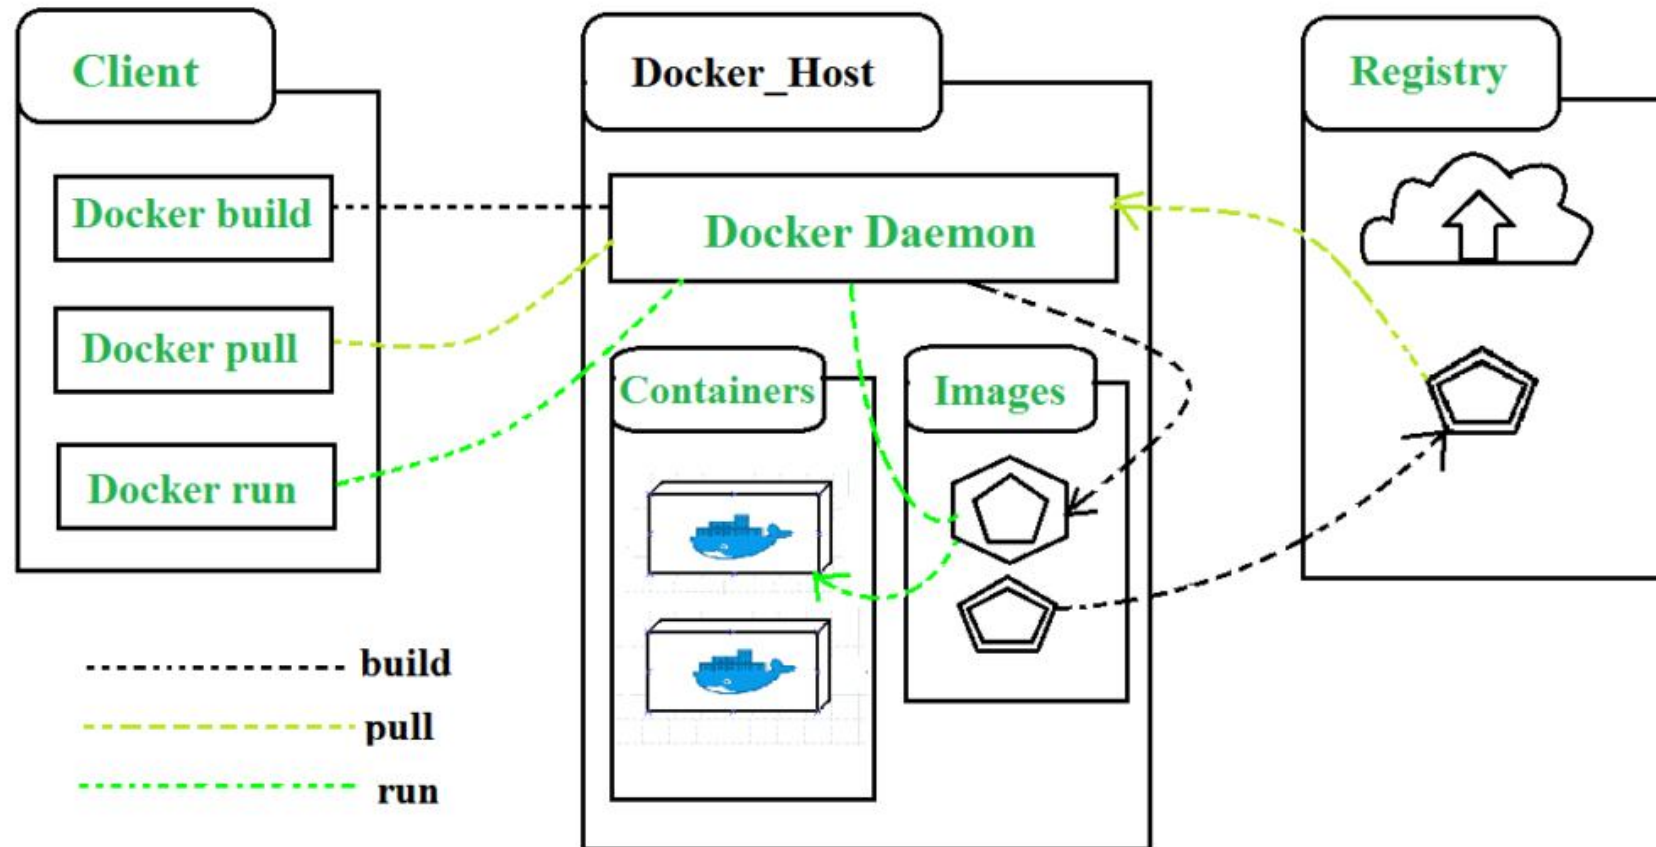 Client
Docker_Host
Registry
Docker build
Docker Daemon
Docker pull
Containers
Images
Docker run
build
pull
run